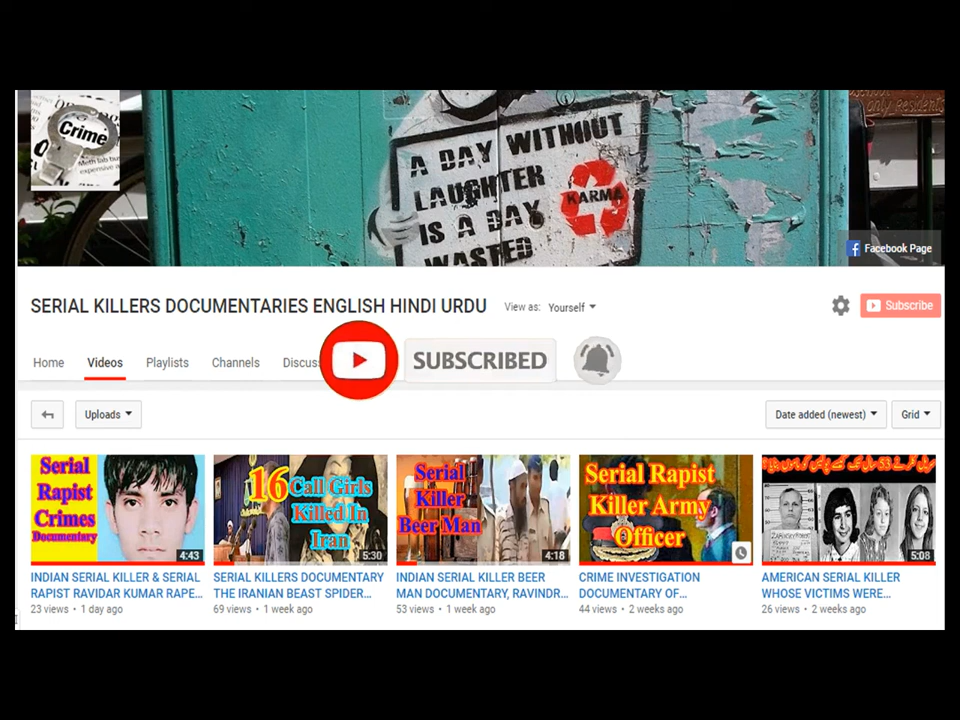 Crime
A DAY WITHOUT
LAUGHTER
IS A DAY
WASTED
KARMA
only Residents
Facebook Page
SERIAL KILLERS DOCUMENTARIES ENGLISH HINDI URDU
View as: Yourself
Subscribe
Home Videos Playlists Channels Discuss
SUBSCRIBED
Uploads
Date added (newest)
Grid
Serial
Rapist
Crimes
Documentary
4:43
16 Call Girls
Killed In
Iran
5:30
Serial
Killer
Beer Man
4:18
Serial Rapist
Killer Army
Officer
5:08
INDIAN SERIAL KILLER & SERIAL
RAPIST RAVIDAR KUMAR RAPE...
23 views • 1 day ago
SERIAL KILLERS DOCUMENTARY
THE IRANIAN BEAST SPIDER...
69 views • 1 week ago
INDIAN SERIAL KILLER BEER
MAN DOCUMENTARY, RAVINDR...
53 views • 1 week ago
CRIME INVESTIGATION
DOCUMENTARY OF...
44 views • 2 weeks ago
AMERICAN SERIAL KILLER
WHOSE VICTIMS WERE...
26 views • 2 weeks ago